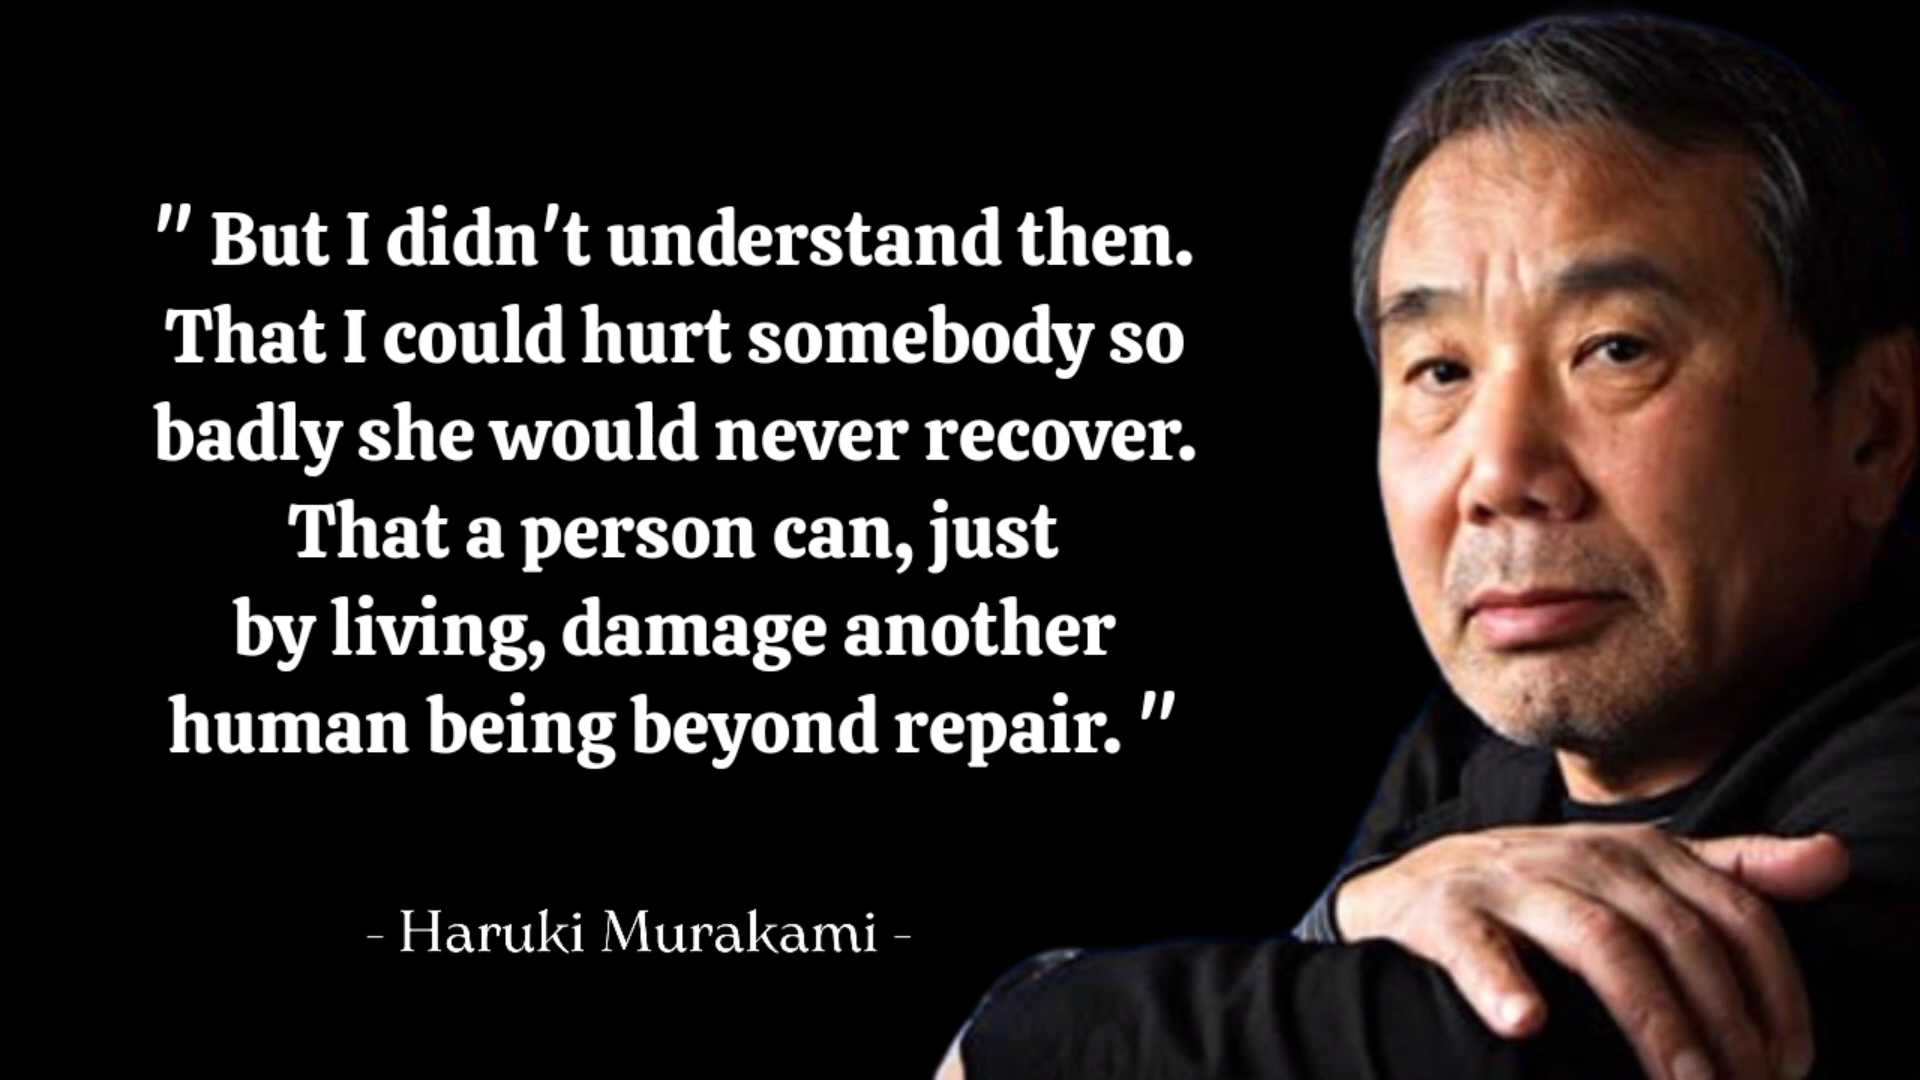 " But I didn't understand then.
That I could hurt somebody so
badly she would never recover.
That a person can, just
by living, damage another
human being beyond repair. "
- Haruki Murakami -